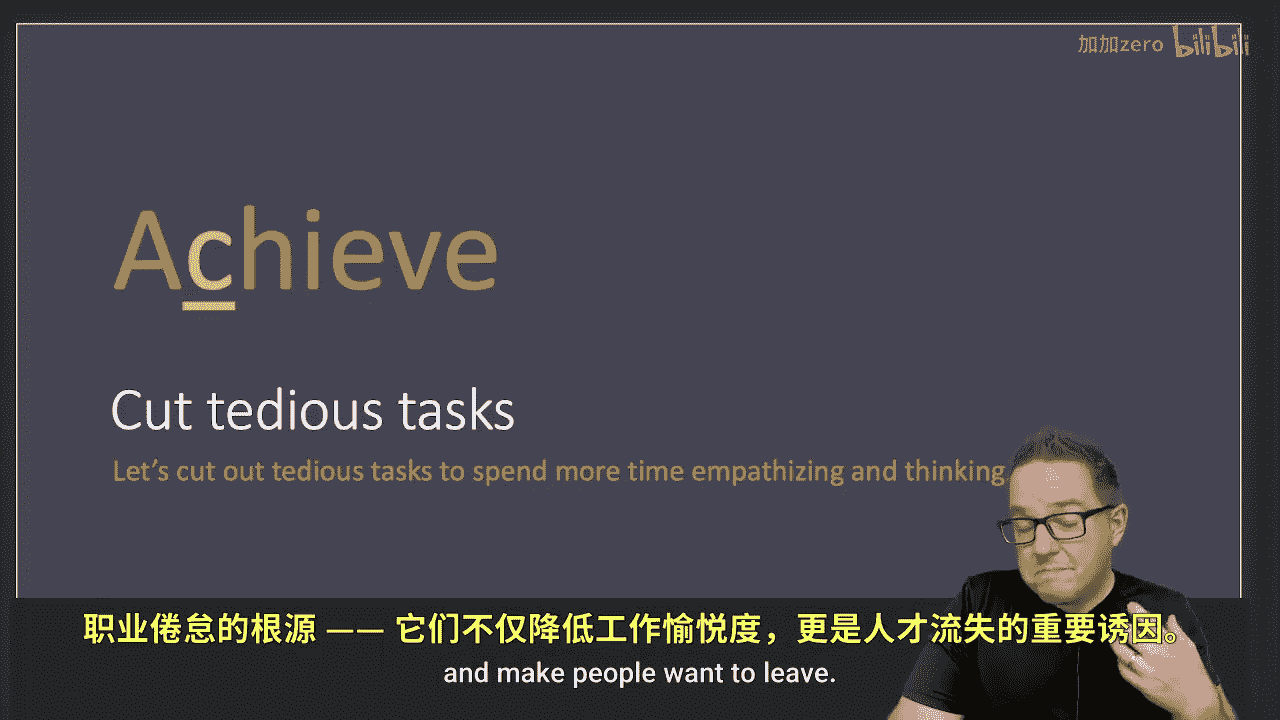 加加zero bilibili
Achieve
Cut tedious tasks
Let's cut out tedious tasks to spend more time empathizing and thinking
职业倦怠的根源 —— 它们不仅降低工作愉悦度，更是人才流失的重要诱因。
and make people want to leave.